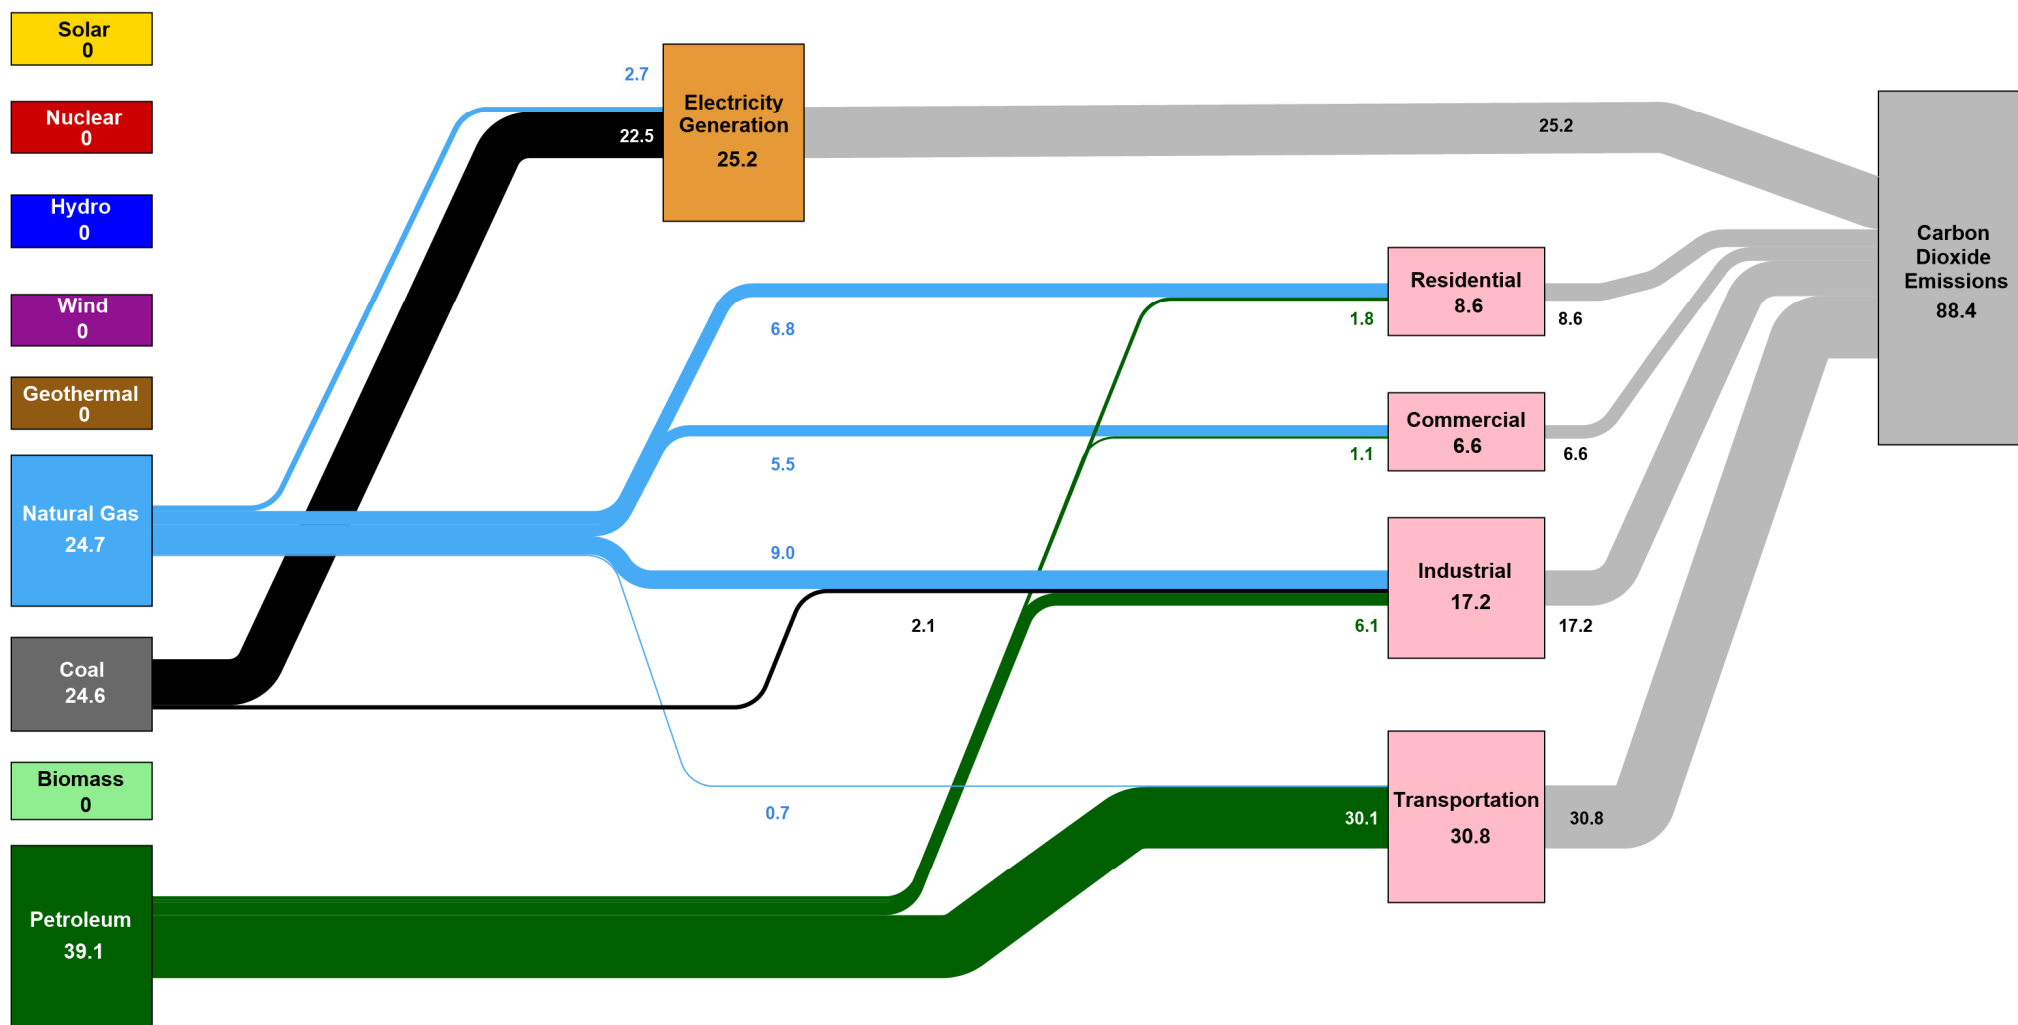 Solar
0
Nuclear
0
Hydro
0
Wind
0
Geothermal
0
Natural Gas
24.7
Coal
24.6
Biomass
0
Petroleum
39.1
2.7
22.5
Electricity
Generation
25.2
6.8
5.5
9.0
2.1
0.7
1.8
1.1
6.1
30.1
Residential
8.6
Commercial
6.6
Industrial
17.2
Transportation
30.8
25.2
8.6
6.6
17.2
30.8
Carbon
Dioxide
Emissions
88.4